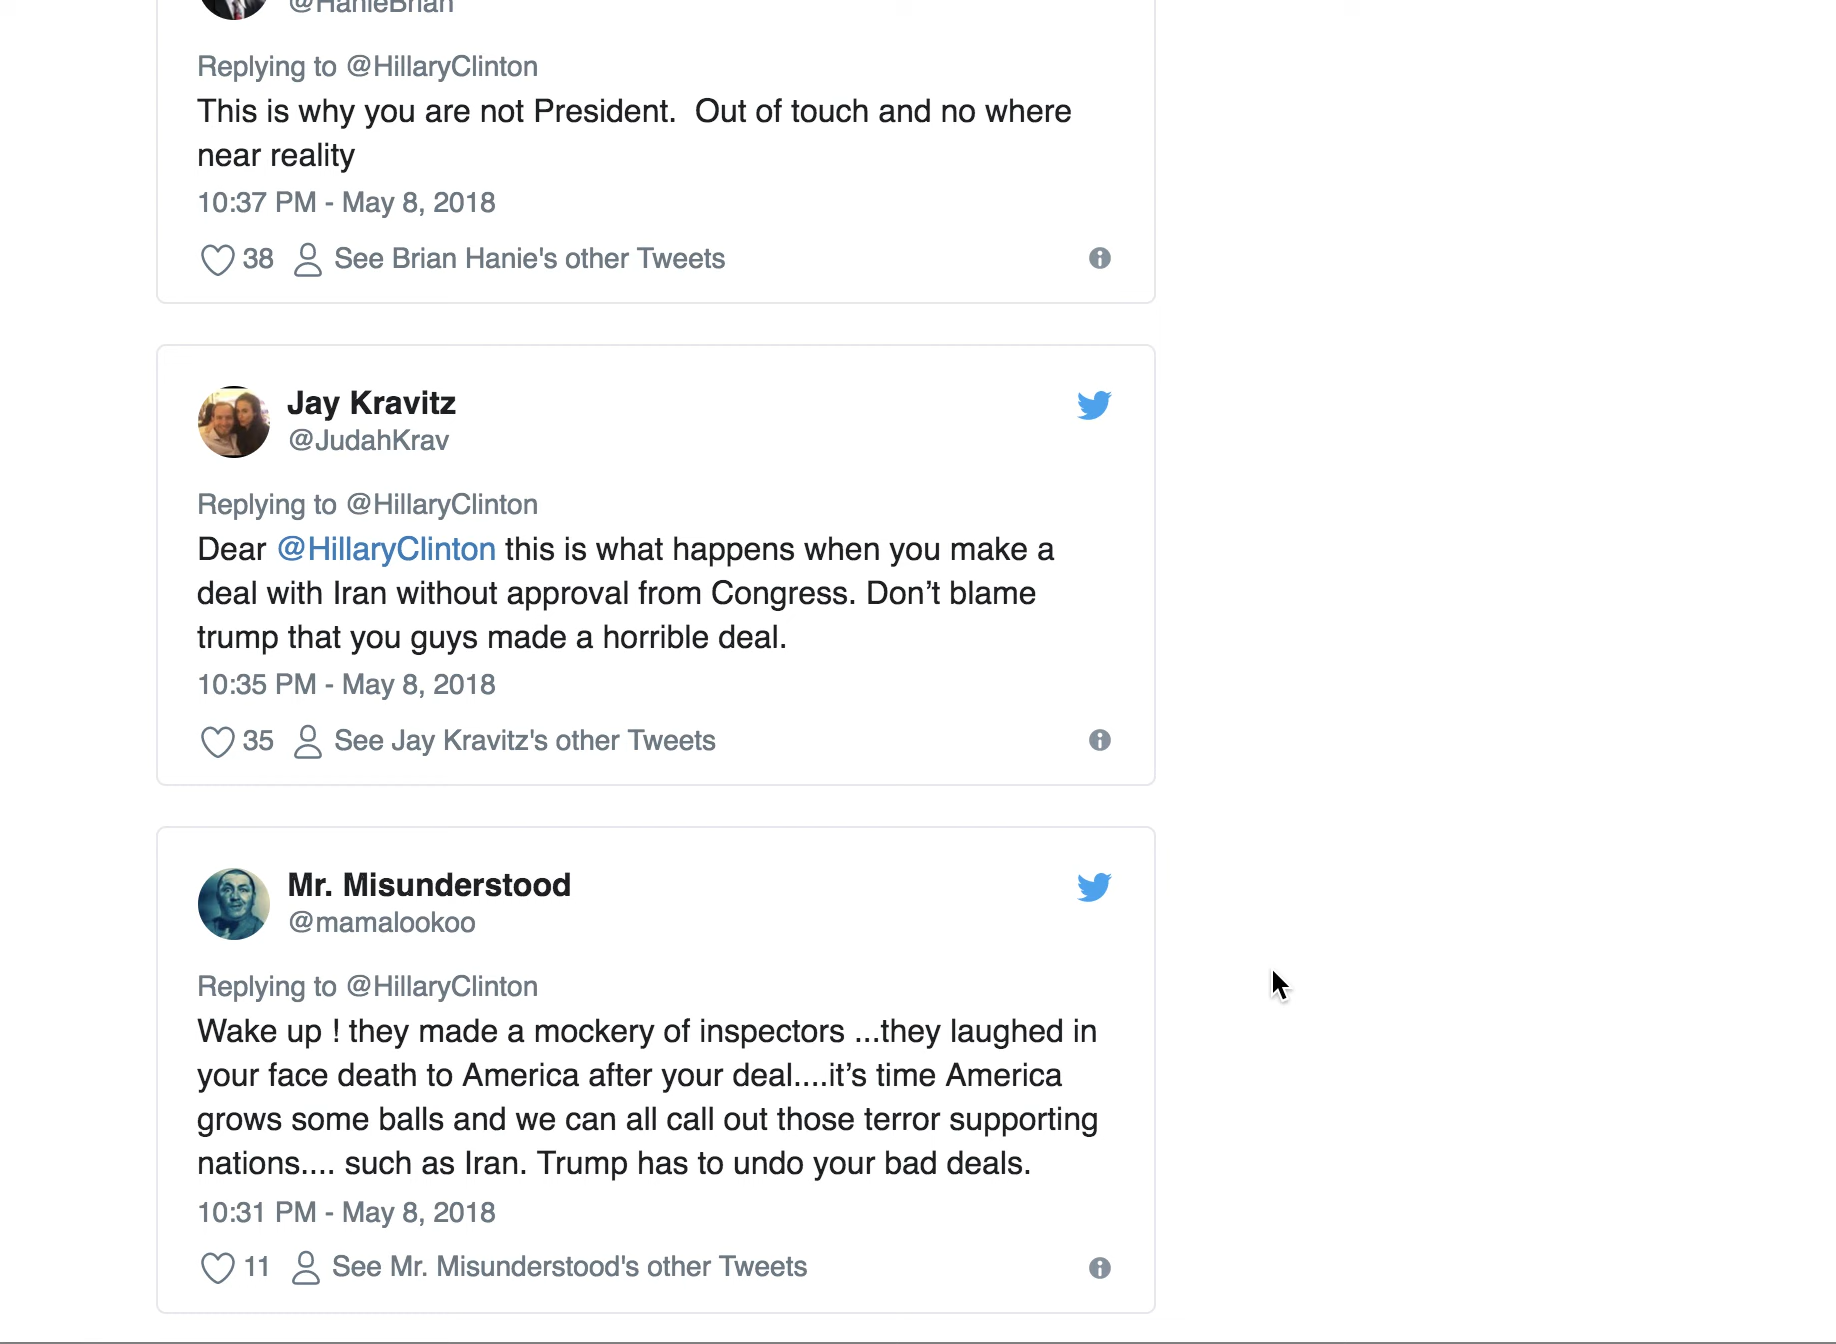 @HanieBrian
Replying to @HillaryClinton
This is why you are not President.  Out of touch and no where
near reality
10:37 PM - May 8, 2018
38 See Brian Hanie's other Tweets
Jay Kravitz
@JudahKrav
Replying to @HillaryClinton
Dear @HillaryClinton this is what happens when you make a
deal with Iran without approval from Congress. Don’t blame
trump that you guys made a horrible deal.
10:35 PM - May 8, 2018
35 See Jay Kravitz's other Tweets
Mr. Misunderstood
@mamalookoo
Replying to @HillaryClinton
Wake up ! they made a mockery of inspectors ...they laughed in
your face death to America after your deal....it’s time America
grows some balls and we can all call out those terror supporting
nations.... such as Iran. Trump has to undo your bad deals.
10:31 PM - May 8, 2018
11 See Mr. Misunderstood's other Tweets